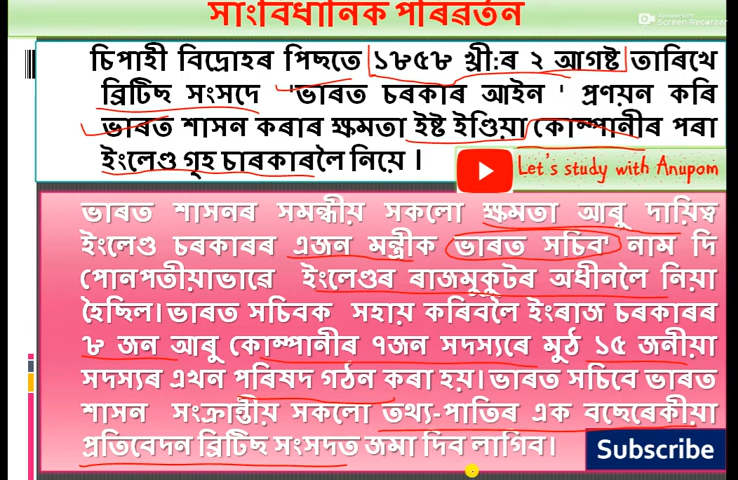 সাংবিধানিক পৰিৱৰ্তন
SCREEN RECORDER
Screen Recorder
চিপাহী বিদ্ৰোহৰ পিছতে ১৮৫৮ খ্ৰী:ৰ ২ আগষ্ট তাৰিখে
ব্ৰিটিছ সংসদে 'ভাৰত চৰকাৰ আইন ' প্ৰণয়ন কৰি
ভাৰত শাসন কৰাৰ ক্ষমতা ইষ্ট ইণ্ডিয়া কোম্পানীৰ পৰা
ইংলেণ্ড গৃহ চাৰকাৰলৈ নিয়ে ।
Let's study with Anupom
ভাৰত শাসনৰ সমন্ধীয় সকলো ক্ষমতা আৰু দায়িত্ব
ইংলেণ্ড চৰকাৰৰ এজন মন্ত্ৰীক 'ভাৰত সচিব' নাম দি
পোনপতীয়াভাৱে ইংলেণ্ডৰ ৰাজমুকুটৰ অধীনলৈ নিয়া
হৈছিল। ভাৰত সচিবক সহায় কৰিবলৈ ইংৰাজ চৰকাৰৰ
৮ জন আৰু কোম্পানীৰ ৭জন সদস্যৰে মুঠ ১৫ জনীয়া
সদস্যৰ এখন পৰিষদ গঠন কৰা হয়। ভাৰত সচিবে ভাৰত
শাসন সংক্ৰান্তীয় সকলো তথ্য-পাতিৰ এক বছেৰেকীয়া
প্ৰতিবেদন ব্ৰিটিছ সংসদত জমা দিব লাগিব।
Subscribe